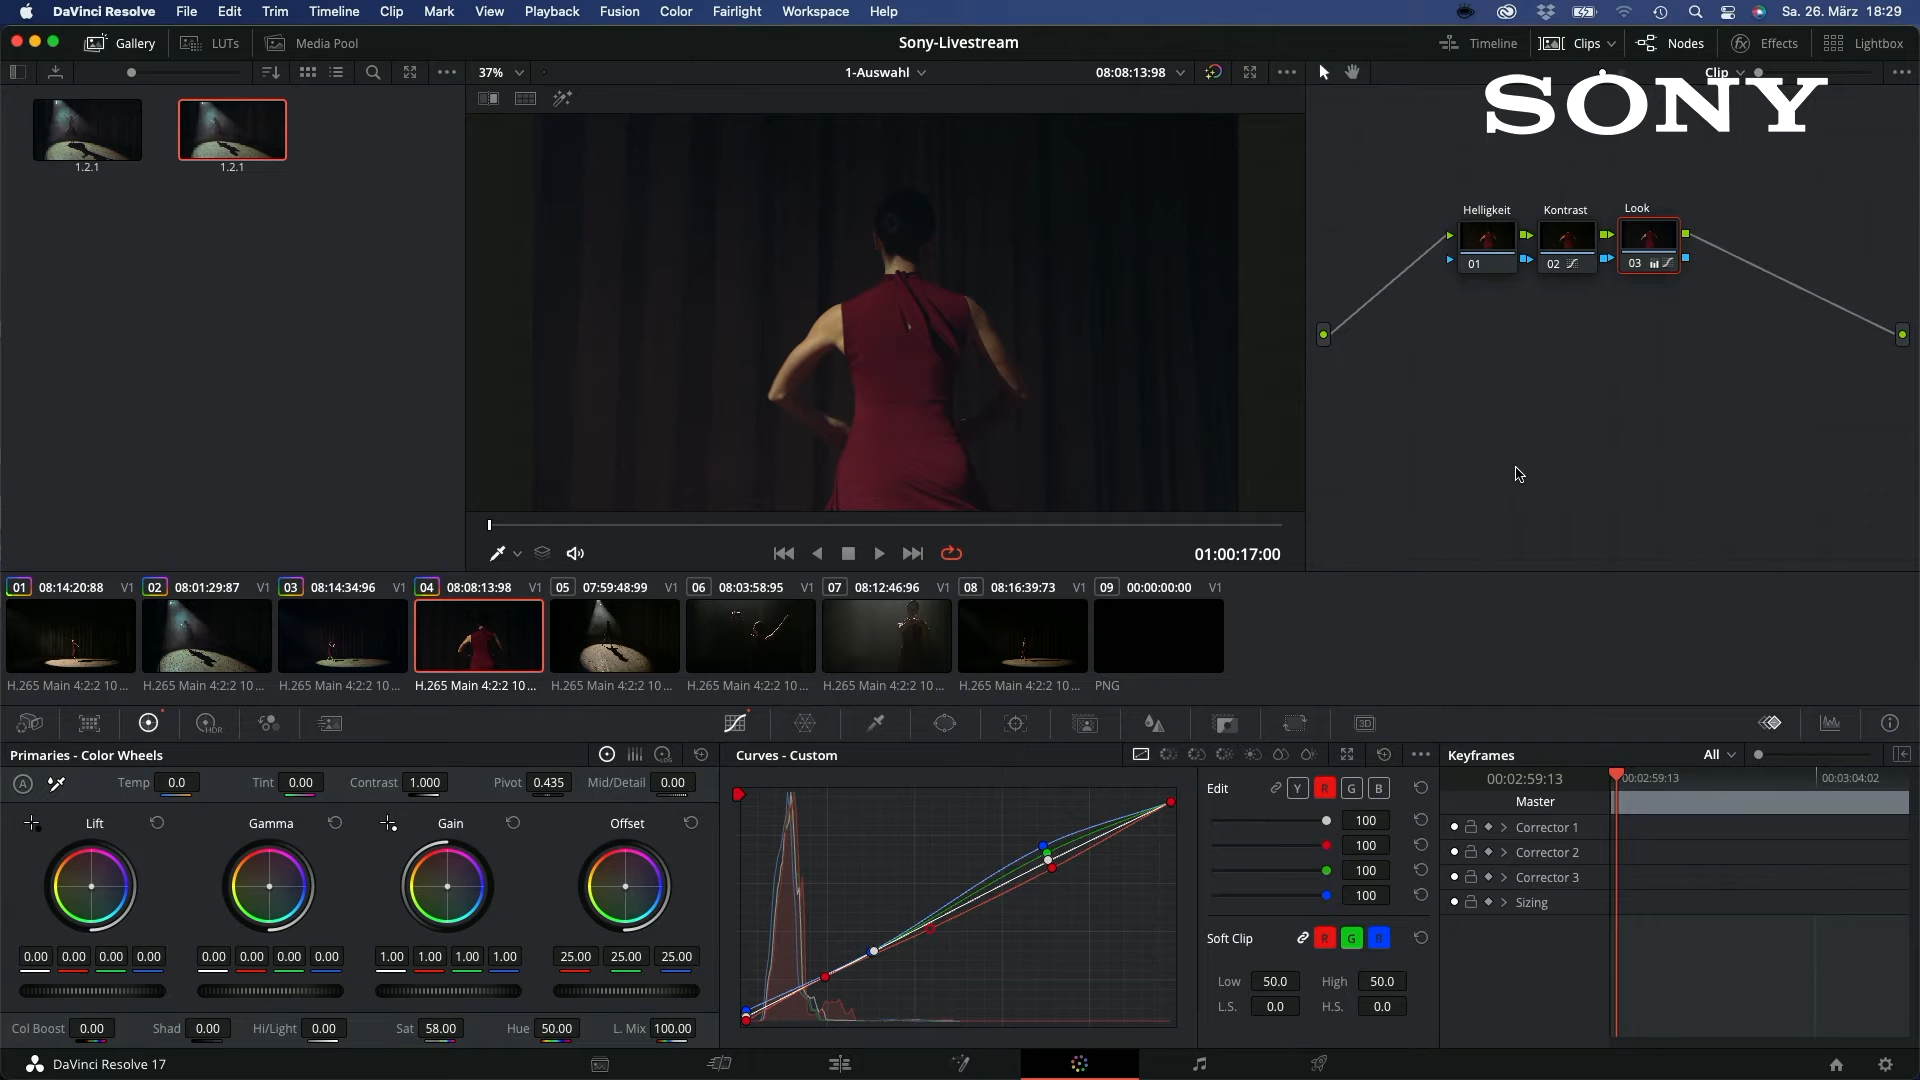 DaVinci Resolve File Edit Trim Timeline Clip Mark View Playback Fusion Color Fairlight Workspace Help Sa. 26. März 18:29
Gallery LUTs Media Pool Sony-Livestream Timeline Clips Nodes Effects Lightbox
37% 1-Auswahl 08:08:13:98 Clip
SONY
1.2.1 1.2.1
Helligkeit Kontrast Look
01 02 03
01:00:17:00
01 08:14:20:88 V1 02 08:01:29:87 V1 03 08:14:34:96 V1 04 08:08:13:98 V1 05 07:59:48:99 V1 06 08:03:58:95 V1 07 08:12:46:96 V1 08 08:16:39:73 V1 09 00:00:00:00 V1
H.265 Main 4:2:2 10... H.265 Main 4:2:2 10... H.265 Main 4:2:2 10... H.265 Main 4:2:2 10... H.265 Main 4:2:2 10... H.265 Main 4:2:2 10... H.265 Main 4:2:2 10... H.265 Main 4:2:2 10... PNG
HDR 3D
Primaries - Color Wheels LOG Curves - Custom Keyframes All
A Temp 0.0 Tint 0.00 Contrast 1.000 Pivot 0.435 Mid/Detail 0.00
Edit Y R G B
00:02:59:13 00:02:59:13 00:03:04:02
Master
Lift Gamma Gain Offset
100
100
100
100
Corrector 1
Corrector 2
Corrector 3
Sizing
Soft Clip R G B
0.00 0.00 0.00 0.00 0.00 0.00 0.00 0.00 1.00 1.00 1.00 1.00 25.00 25.00 25.00
Low 50.0 High 50.0
L.S. 0.0 H.S. 0.0
Col Boost 0.00 Shad 0.00 Hi/Light 0.00 Sat 58.00 Hue 50.00 L. Mix 100.00
DaVinci Resolve 17